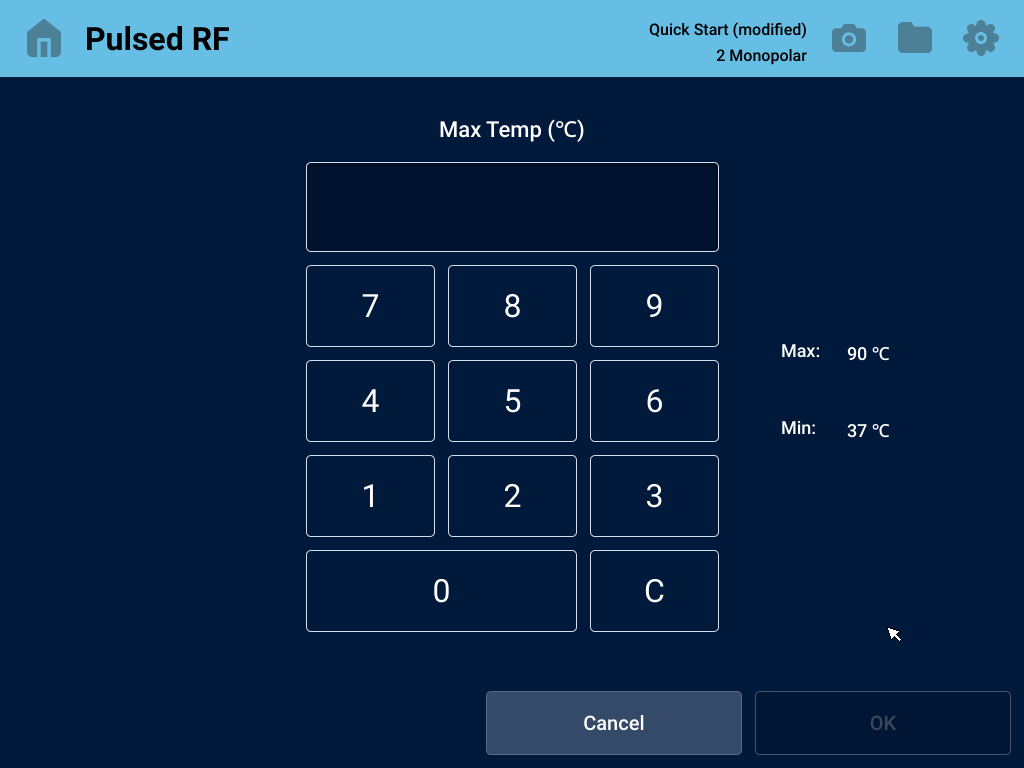 Pulsed RF
Quick Start (modified)
2 Monopolar
Max Temp (℃)
7 8 9
4 5 6
1 2 3
0 C
Max: 90 ℃
Min: 37 ℃
Cancel OK